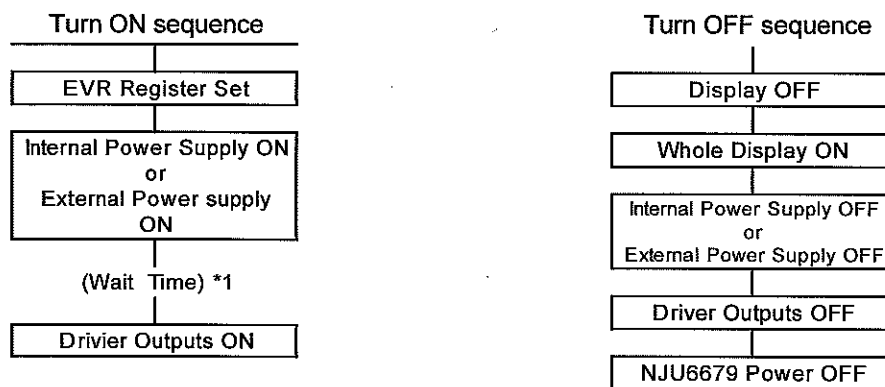 Turn ON sequence
EVR Register Set
Internal Power Supply ON
or
External Power supply
ON
(Wait Time) *1
Drivier Outputs ON
Turn OFF sequence
Display OFF
Whole Display ON
Internal Power Supply OFF
or
External Power Supply OFF
Driver Outputs OFF
NJU6679 Power OFF